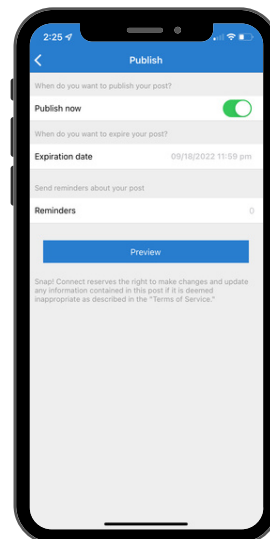 2:25
Publish
When do you want to publish your post?
Publish now
When do you want to expire your post?
Expiration date 09/18/2022 11:59 pm
Send reminders about your post
Reminders 0
Preview
Snap! Connect reserves the right to make changes and update
any information contained in this post if it is deemed
inappropriate as described in the "Terms of Service."